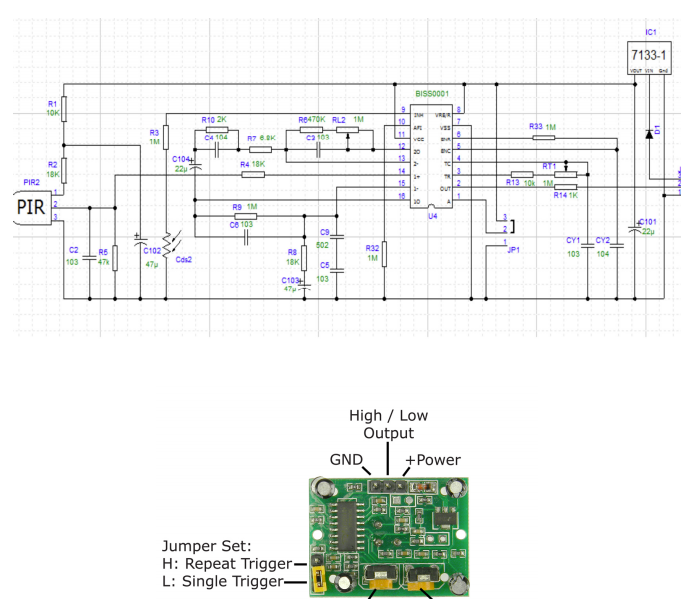 IC1
7133-1
VOUT VIN Gnd
BISS0001
R1
10K
R3
1M
R10 2K
C4 104
R7 6.8K
R6 470K
C3 103
RL2 1M
9 INH VRE/R 8
10 VSS 7
11 VCC 6
12 2O 5
13 2- TC 4
14 1+ TR 3
15 1- OUT 2
16 1O A 1
U4
R33 1M
RT1
1M
R13 10k
R14 1K
D1
R2
18K
C104
22µ
R4 18K
PIR2
PIR
1
2
3
R9 1M
C6 103
C9
502
C5
103
R8
18K
C103
47µ
R32
1M
3
2
1
JP1
CY1
103
CY2
104
C101
22µ
C2
103
R5
47k
C102
47µ
Cds2
High / Low
Output
GND
+Power
Jumper Set:
H: Repeat Trigger
L: Single Trigger